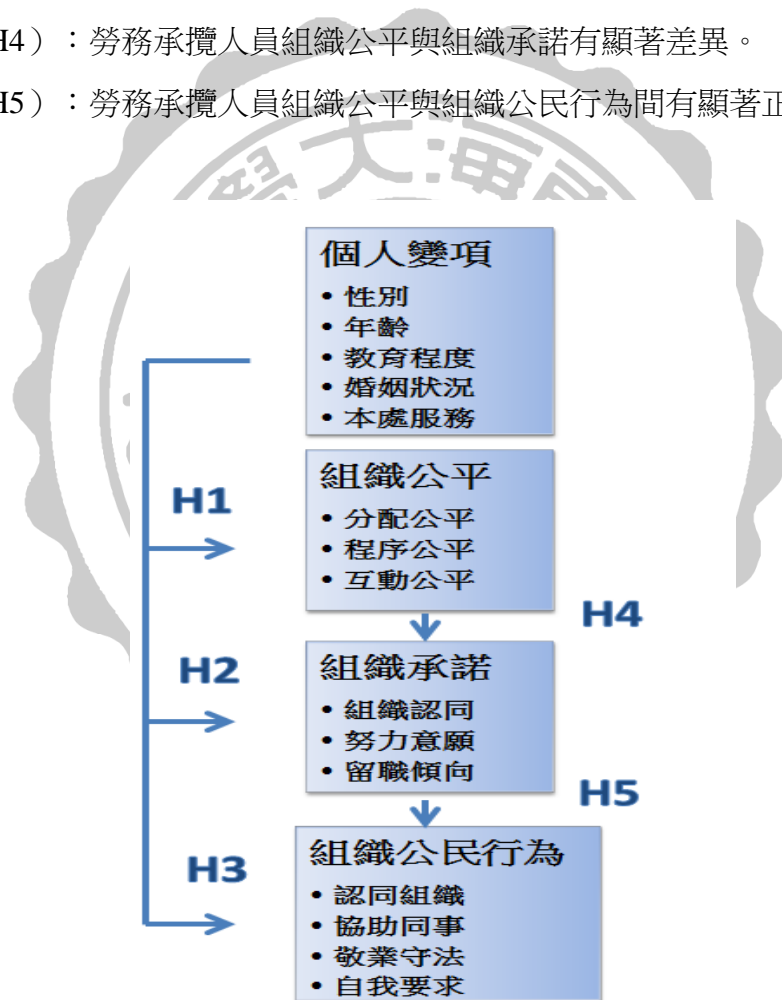 H4）：勞務承攬人員組織公平與組織承諾有顯著差異。
H5）：勞務承攬人員組織公平與組織公民行為間有顯著正
個人變項
• 性別
• 年齡
• 教育程度
• 婚姻狀況
• 本處服務
組織公平
• 分配公平
• 程序公平
• 互動公平
H1
H4
組織承諾
• 組織認同
• 努力意願
• 留職傾向
H2
H5
組織公民行為
• 認同組織
• 協助同事
• 敬業守法
• 自我要求
H3